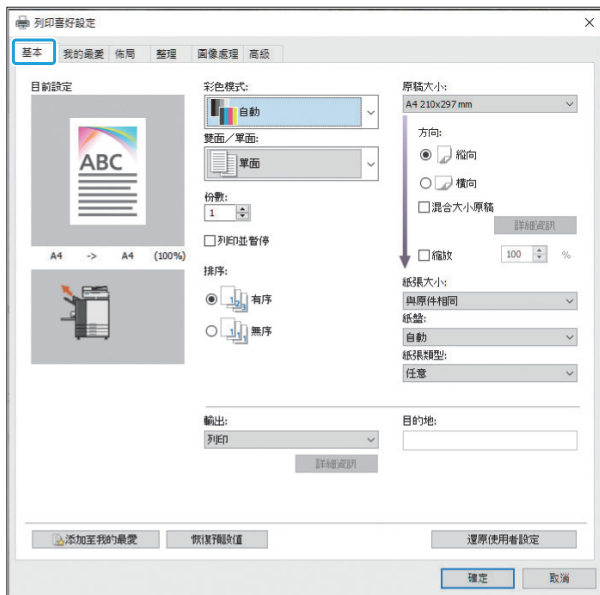 列印喜好設定
基本 我的最愛 佈局 整理 圖像處理 高級
目前設定
ABC
A4 -> A4 (100%)
彩色模式:
自動
雙面／單面:
單面
份數:
1
列印並暫停
排序:
有序
無序
原稿大小:
A4 210x297 mm
方向:
縱向
橫向
混合大小原稿
詳細資訊
縮放 100 %
紙張大小:
與原件相同
紙盤:
自動
紙張類型:
任意
輸出:
列印
詳細資訊
目的地:
添加至我的最愛 恢復預設值 還原使用者設定
確定 取消